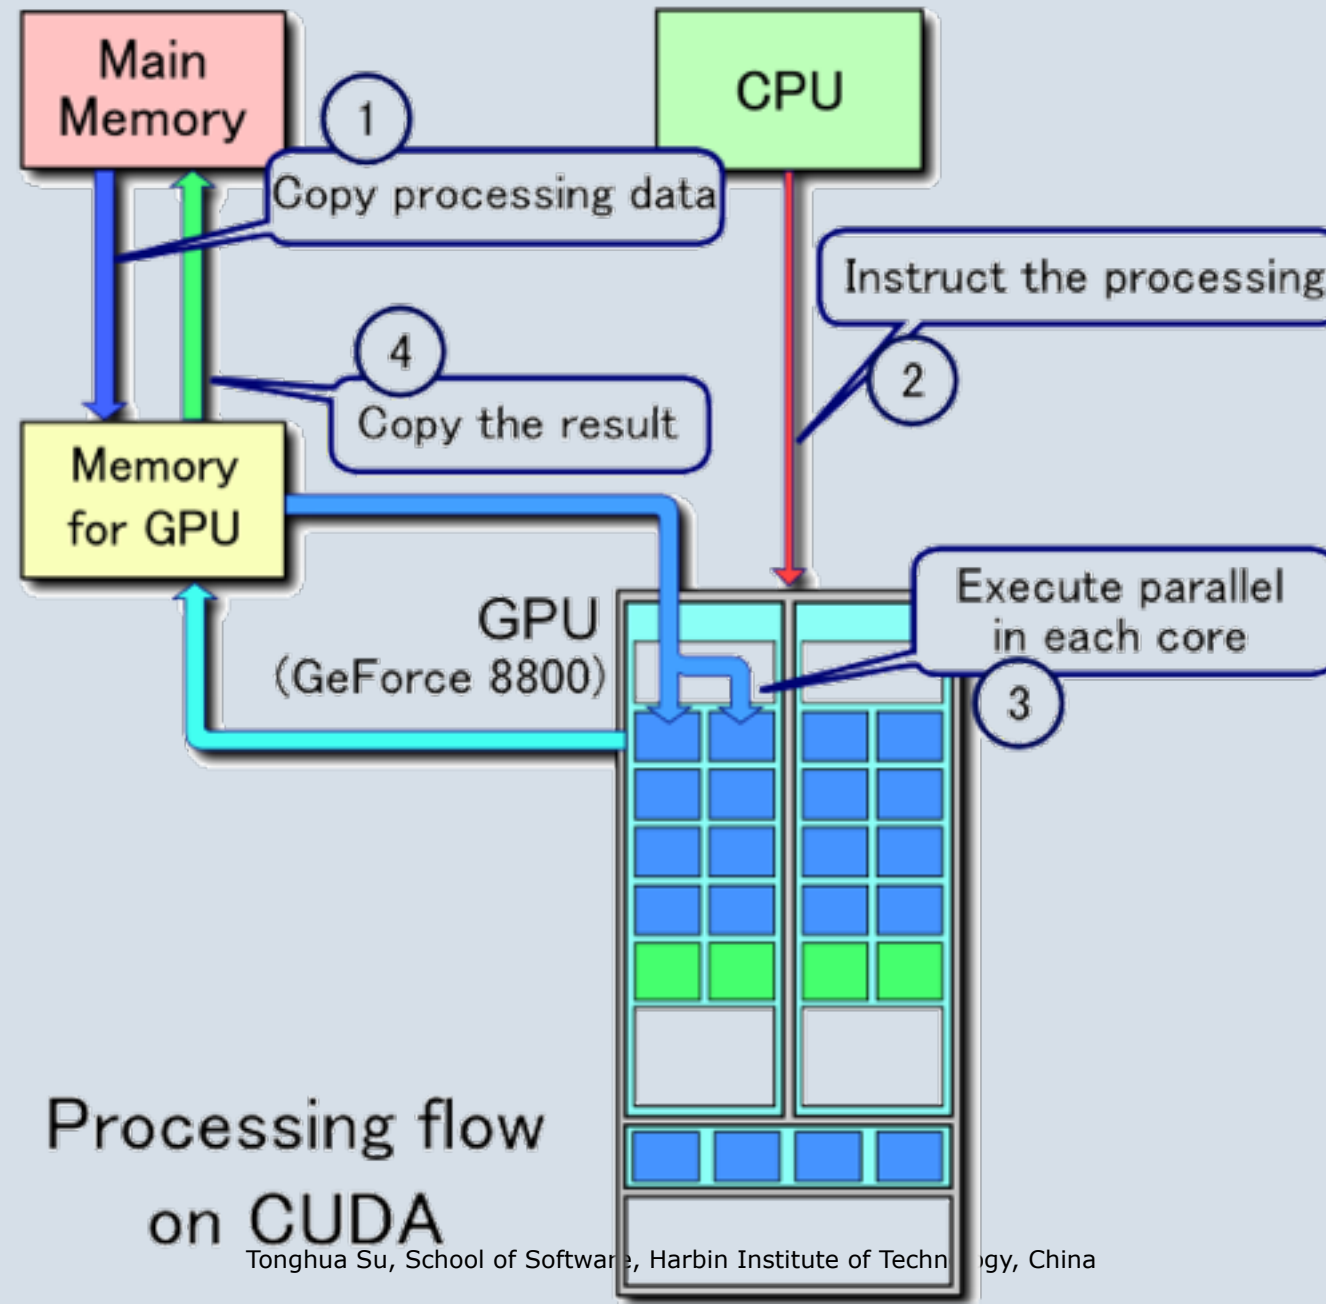 Main
Memory
CPU
1
Copy processing data
Instruct the processing
2
4
Copy the result
Memory
for GPU
GPU
(GeForce 8800)
Execute parallel
in each core
3
Processing flow
on CUDA
Tonghua Su, School of Software, Harbin Institute of Technology, China